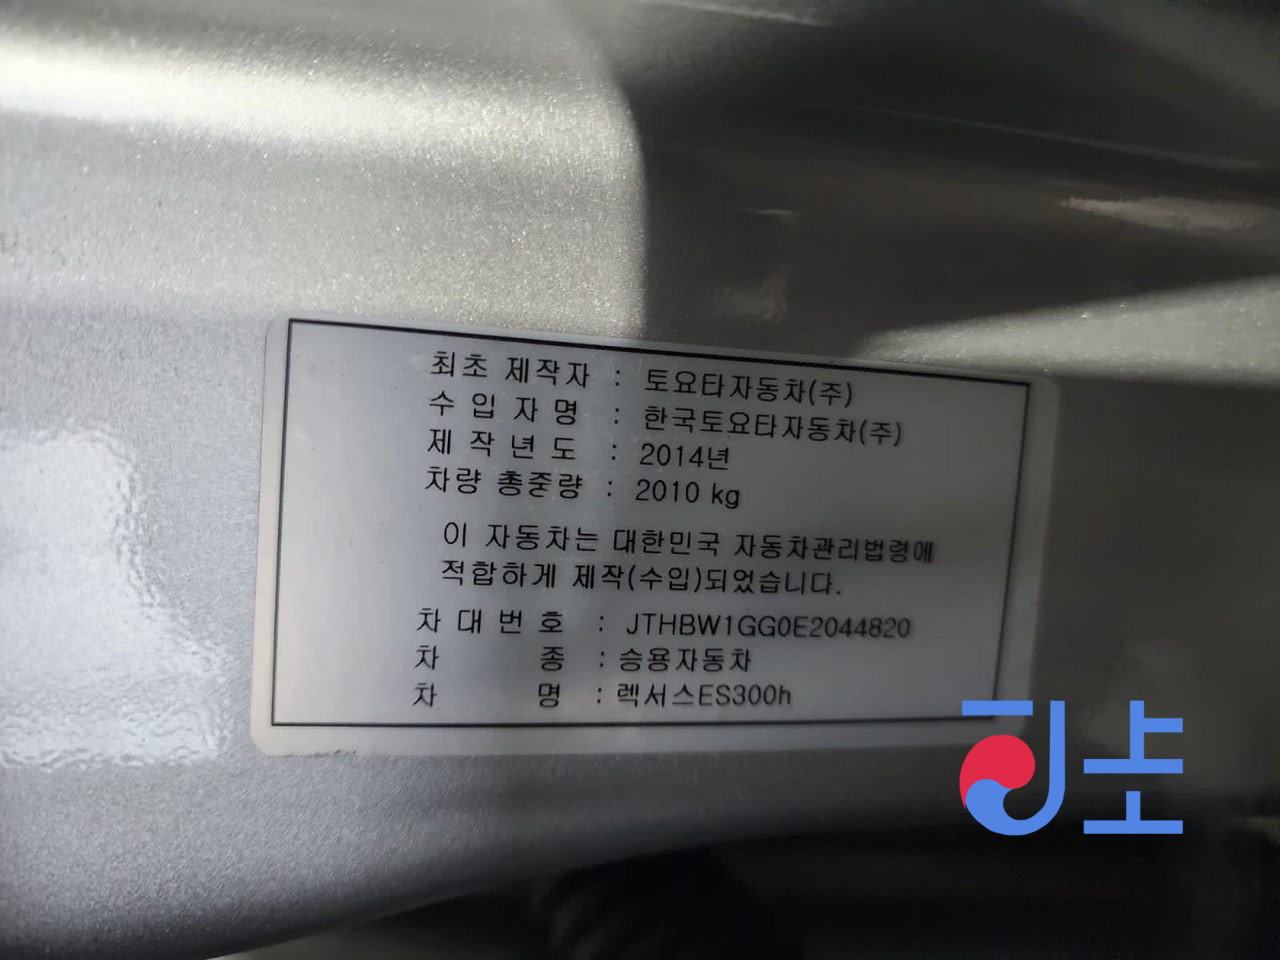 최초 제작자 : 토요타자동차(주)
수 입 자 명 : 한국토요타자동차(주)
제 작 년 도 : 2014년
차량 총중량 : 2010 kg
이 자동차는 대한민국 자동차관리법령에
적합하게 제작(수입)되었습니다.
차 대 번 호 : JTHBW1GG0E2044820
차 종 : 승용자동차
차 명 : 렉서스ES300h